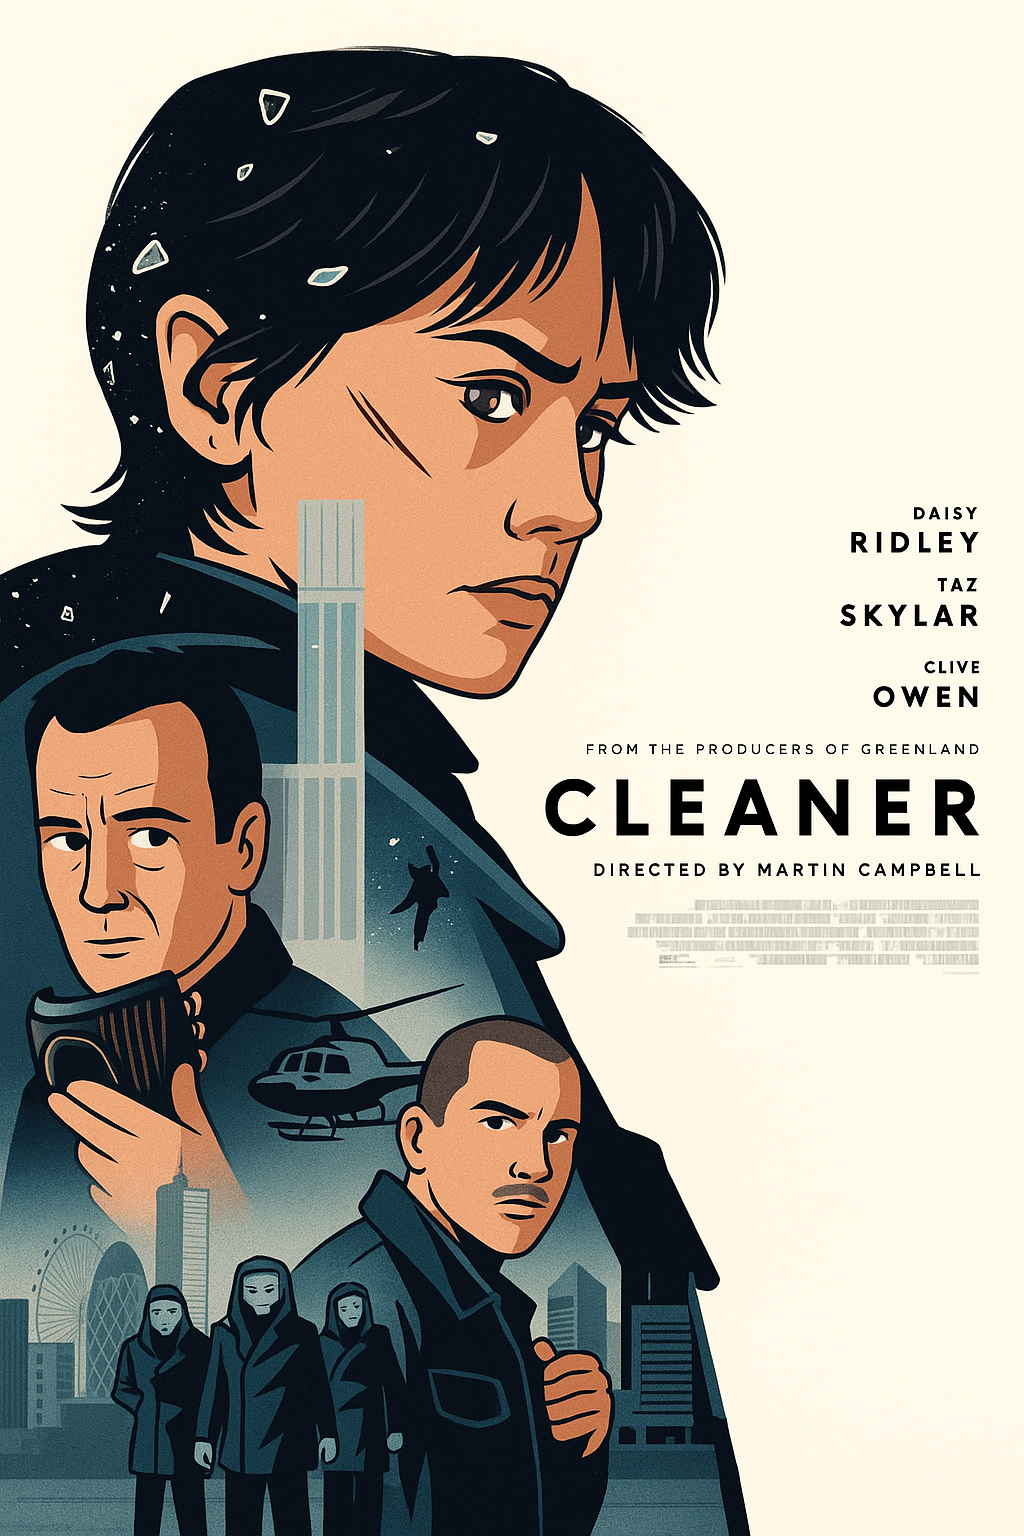 DAISY
RIDLEY
TAZ
SKYLAR
CLIVE
OWEN
FROM THE PRODUCERS OF GREENLAND
CLEANER
DIRECTED BY MARTIN CAMPBELL